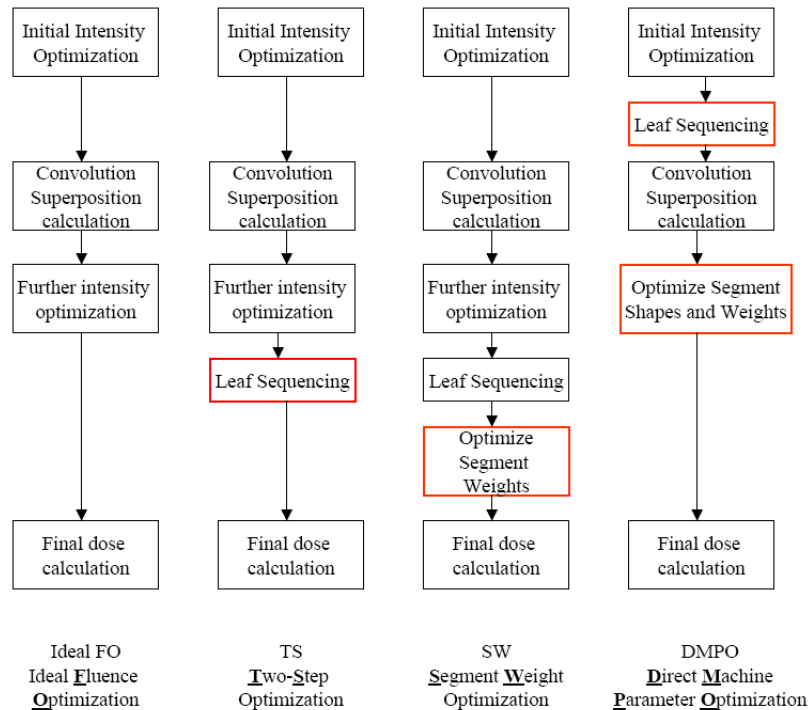 Initial Intensity
Optimization
Convolution
Superposition
calculation
Further intensity
optimization
Final dose
calculation
Ideal FO
Ideal Fluence
Optimization
Initial Intensity
Optimization
Convolution
Superposition
calculation
Further intensity
optimization
Leaf Sequencing
Final dose
calculation
TS
Two-Step
Optimization
Initial Intensity
Optimization
Convolution
Superposition
calculation
Further intensity
optimization
Leaf Sequencing
Optimize
Segment
Weights
Final dose
calculation
SW
Segment Weight
Optimization
Initial Intensity
Optimization
Leaf Sequencing
Convolution
Superposition
calculation
Optimize Segment
Shapes and Weights
Final dose
calculation
DMPO
Direct Machine
Parameter Optimization